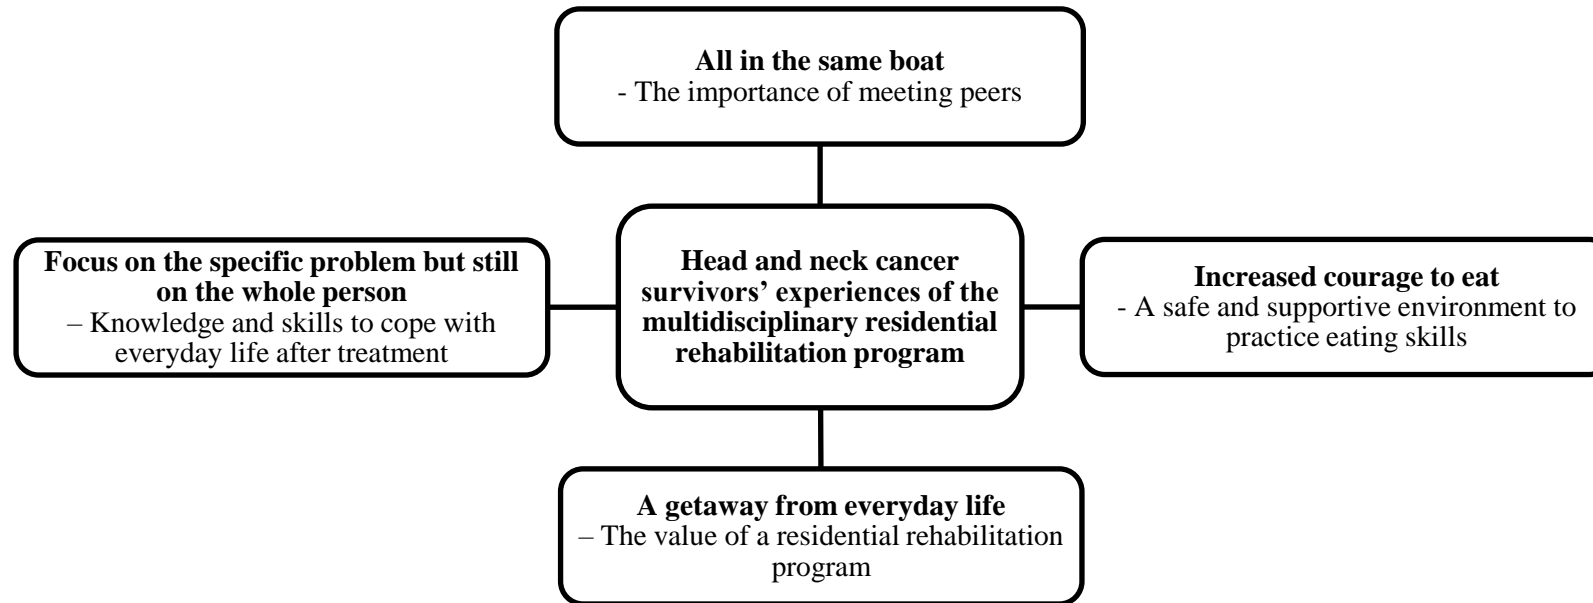 All in the same boat
- The importance of meeting peers
Focus on the specific problem but still
on the whole person
– Knowledge and skills to cope with
everyday life after treatment
Head and neck cancer
survivors’ experiences of the
multidisciplinary residential
rehabilitation program
Increased courage to eat
- A safe and supportive environment to
practice eating skills
A getaway from everyday life
– The value of a residential rehabilitation
program